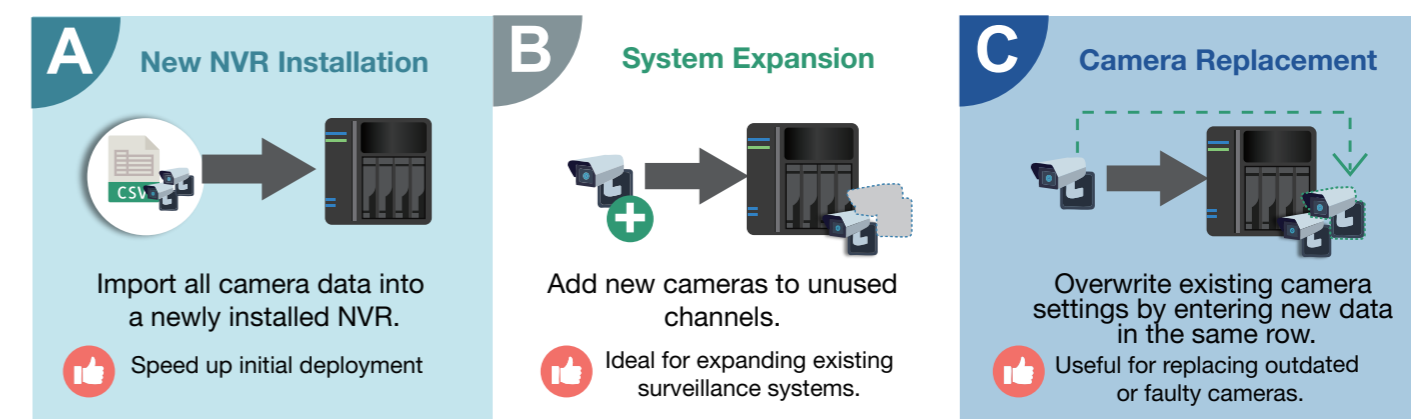 A
New NVR Installation
CSV
Import all camera data into
a newly installed NVR.
Speed up initial deployment
B
System Expansion
Add new cameras to unused
channels.
Ideal for expanding existing
surveillance systems.
C
Camera Replacement
Overwrite existing camera
settings by entering new data
in the same row.
Useful for replacing outdated
or faulty cameras.